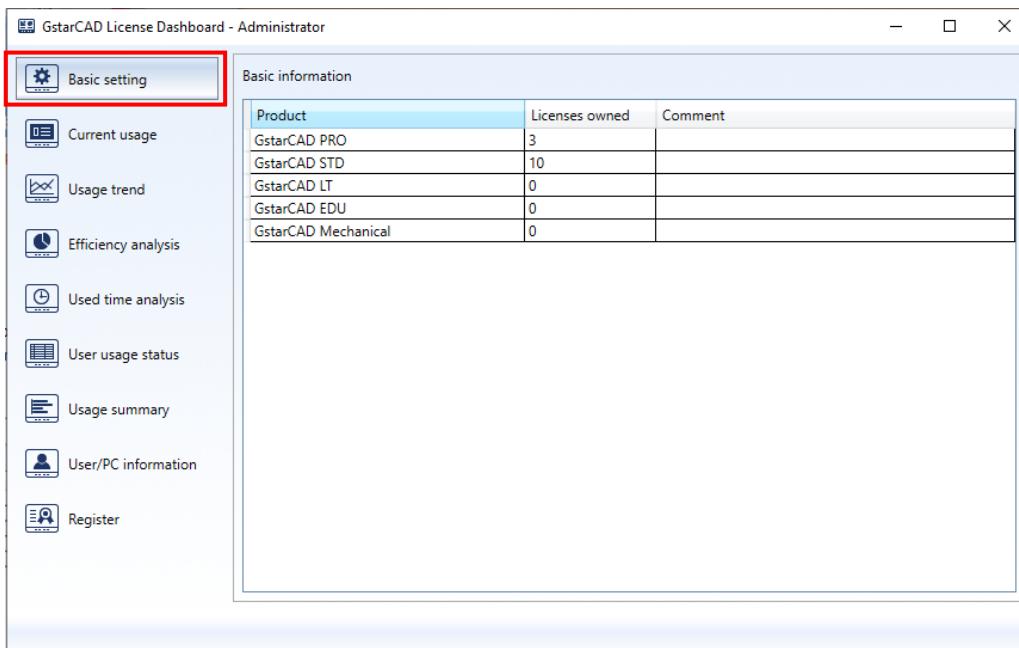 GstarCAD License Dashboard - Administrator
Basic setting
Current usage
Usage trend
Efficiency analysis
Used time analysis
User usage status
Usage summary
User/PC information
Register
Basic information
Product Licenses owned Comment
GstarCAD PRO 3
GstarCAD STD 10
GstarCAD LT 0
GstarCAD EDU 0
GstarCAD Mechanical 0